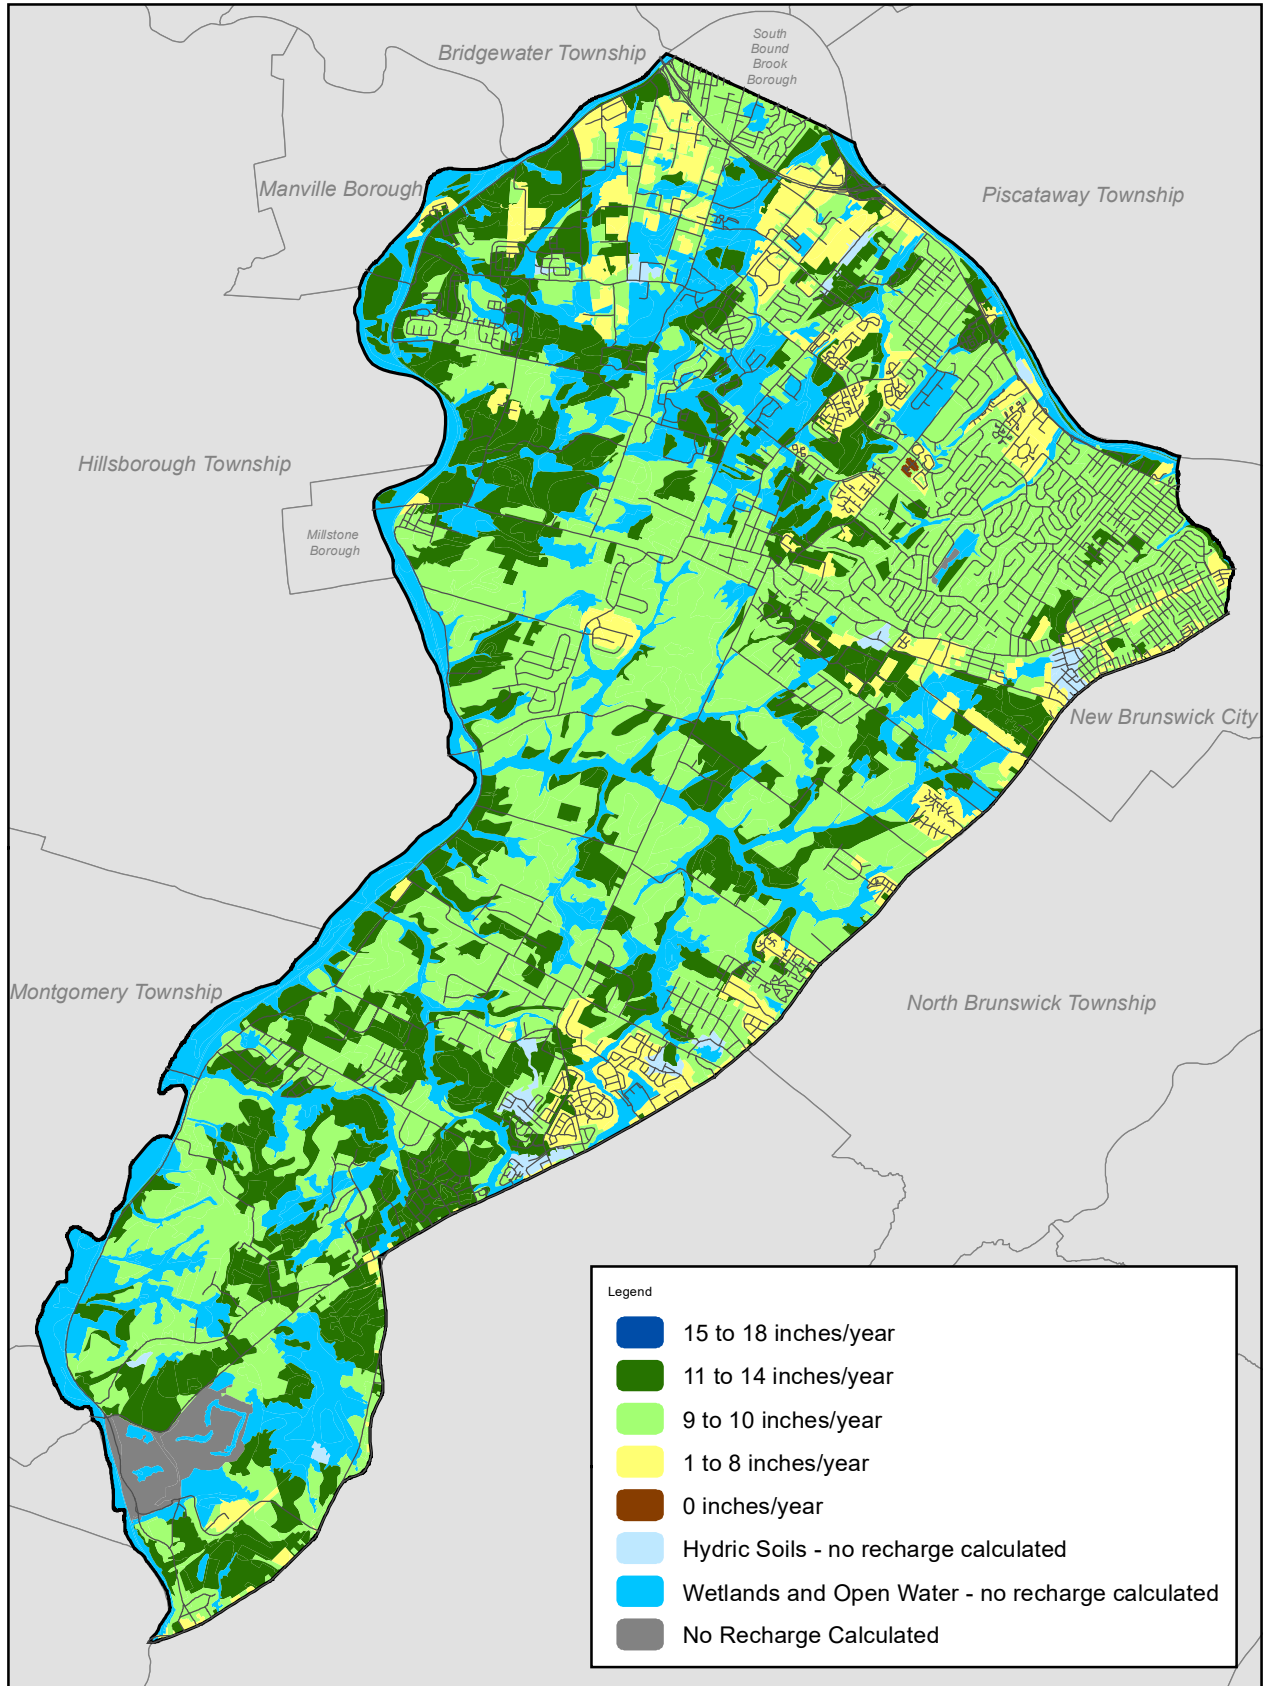 Bridgewater Township
South
Bound
Brook
Borough
Manville Borough
Piscataway Township
Hillsborough Township
Millstone
Borough
New Brunswick City
Montgomery Township
North Brunswick Township
Legend
15 to 18 inches/year
11 to 14 inches/year
9 to 10 inches/year
1 to 8 inches/year
0 inches/year
Hydric Soils - no recharge calculated
Wetlands and Open Water - no recharge calculated
No Recharge Calculated